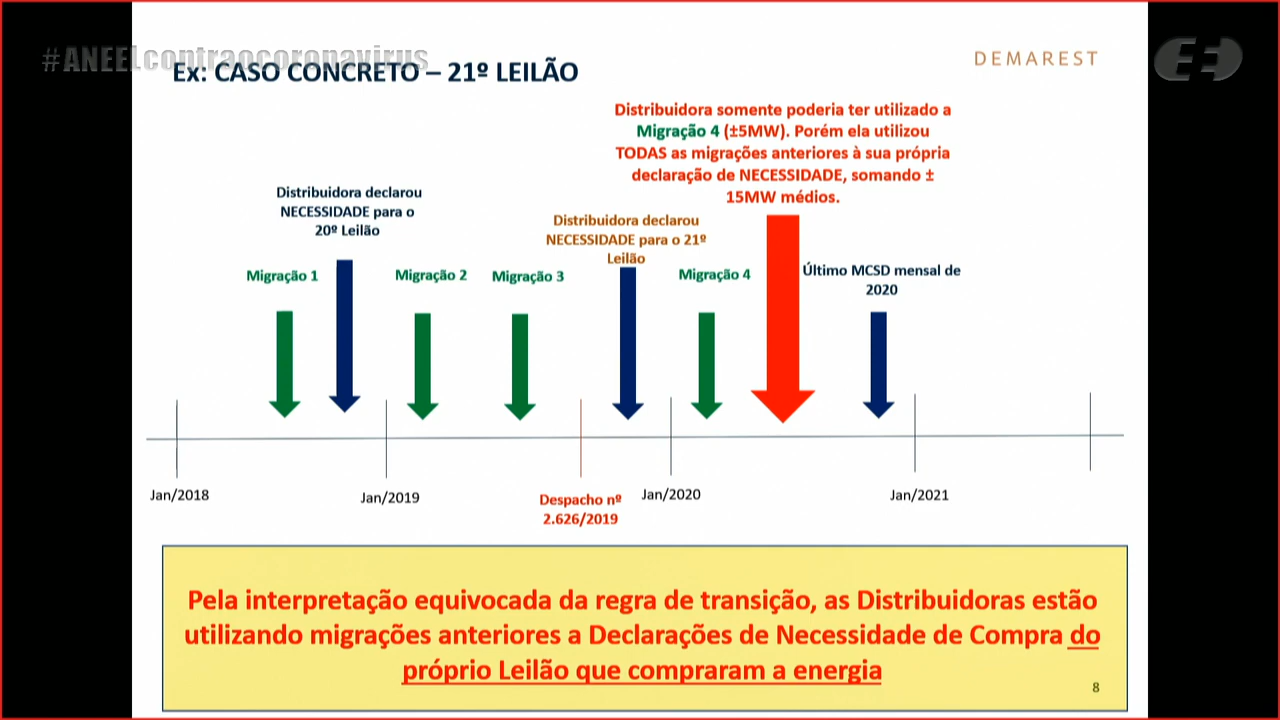 #ANEELcontraocoronavirus
Ex: CASO CONCRETO – 21º LEILÃO
DEMAREST
Distribuidora somente poderia ter utilizado a
Migração 4 (±5MW). Porém ela utilizou
TODAS as migrações anteriores à sua própria
declaração de NECESSIDADE, somando ±
15MW médios.
Distribuidora declarou
NECESSIDADE para o
20º Leilão
Distribuidora declarou
NECESSIDADE para o 21º
Leilão
Migração 1
Migração 2
Migração 3
Migração 4
Último MCSD mensal de
2020
Jan/2018
Jan/2019
Despacho nº
2.626/2019
Jan/2020
Jan/2021
Pela interpretação equivocada da regra de transição, as Distribuidoras estão
utilizando migrações anteriores a Declarações de Necessidade de Compra do
próprio Leilão que compraram a energia
8